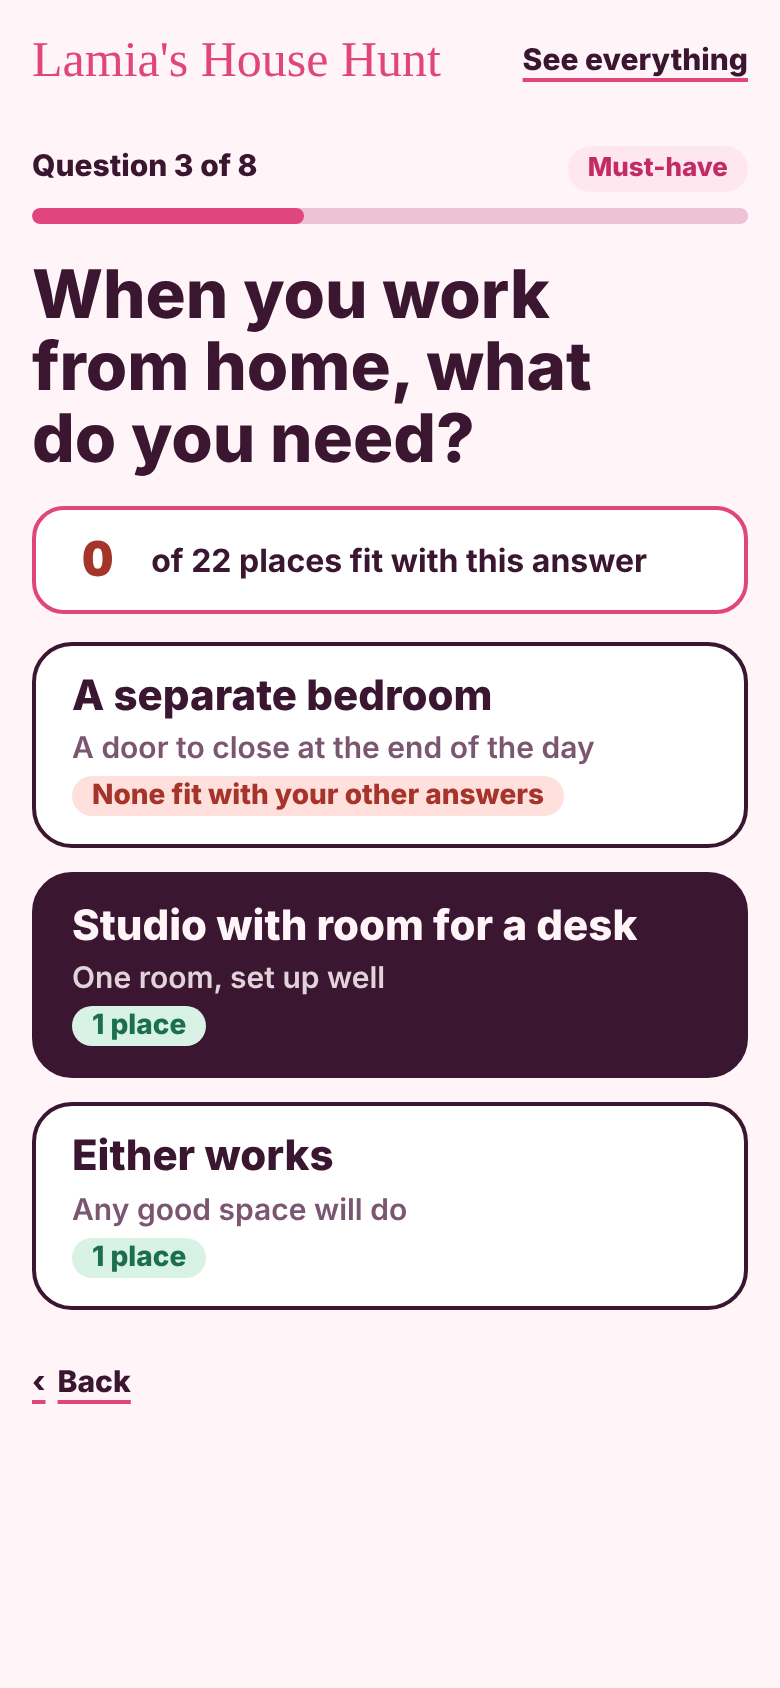 Lamia's House Hunt
See everything
Question 3 of 8
Must-have
When you work
from home, what
do you need?
0 of 22 places fit with this answer
A separate bedroom
A door to close at the end of the day
None fit with your other answers
Studio with room for a desk
One room, set up well
1 place
Either works
Any good space will do
1 place
‹ Back